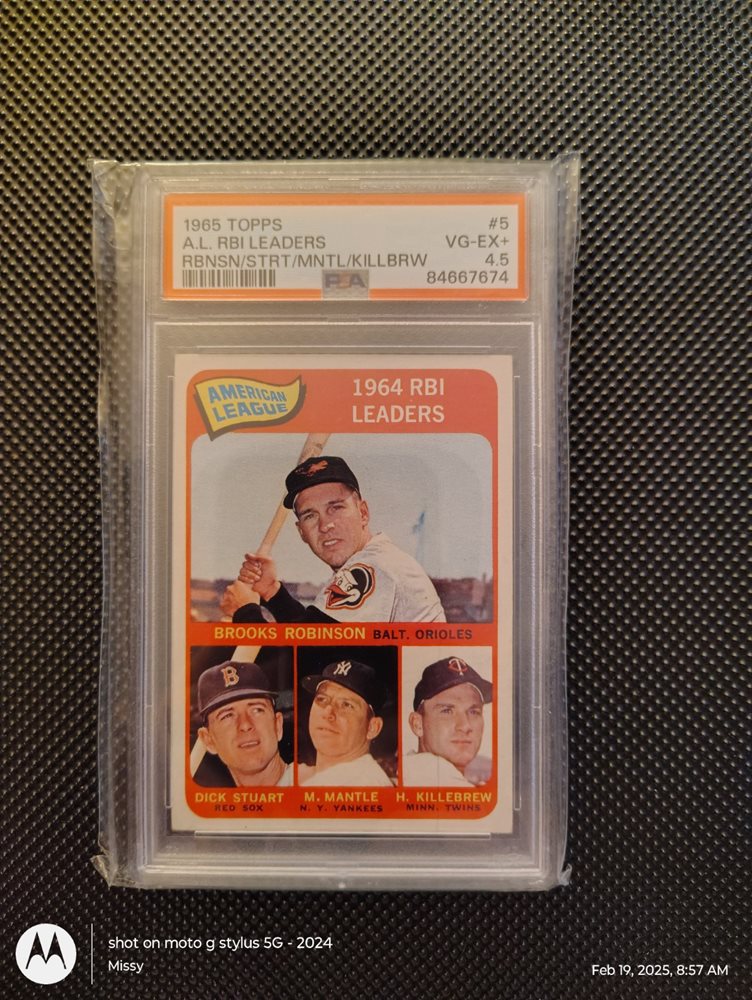 1965 TOPPS #5
A.L. RBI LEADERS VG-EX+
RBNSN/STRT/MNTL/KILLBRW 4.5
PSA 84667674
AMERICAN
LEAGUE
1964 RBI
LEADERS
BROOKS ROBINSON BALT. ORIOLES
B
NY
TC
DICK STUART M. MANTLE H. KILLEBREW
RED SOX N. Y. YANKEES MINN. TWINS
shot on moto g stylus 5G - 2024
Missy
Feb 19, 2025, 8:57 AM